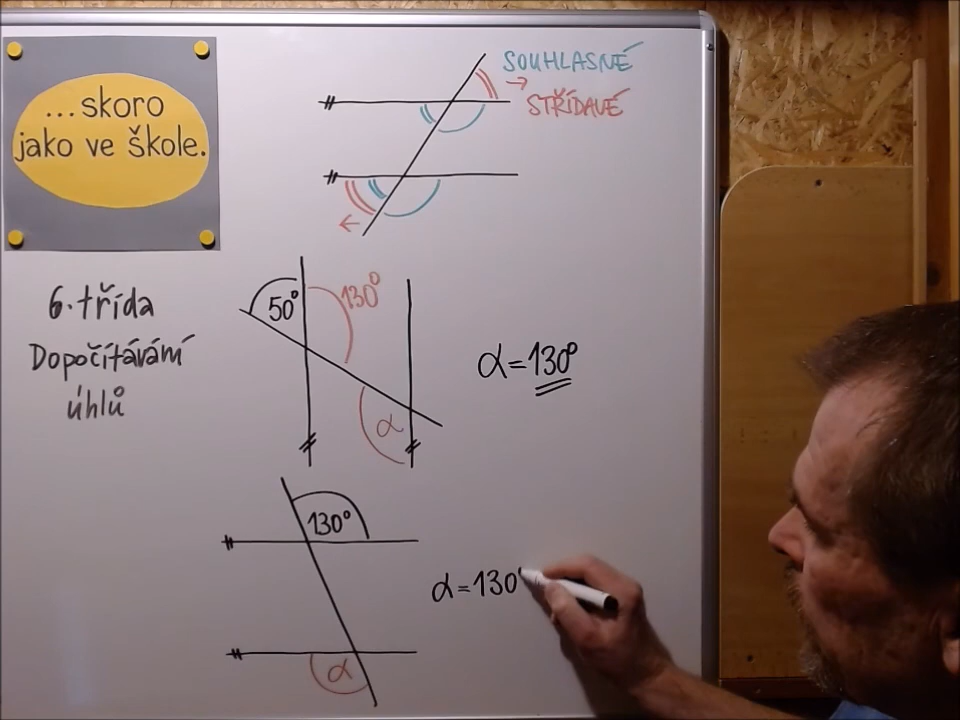 ...skoro
jako ve škole.
SOUHLASNÉ
→ STŘÍDAVÉ
6. třída
Dopočítávání
úhlů
50°
130°
α
α=130°
130°
α
α=130°